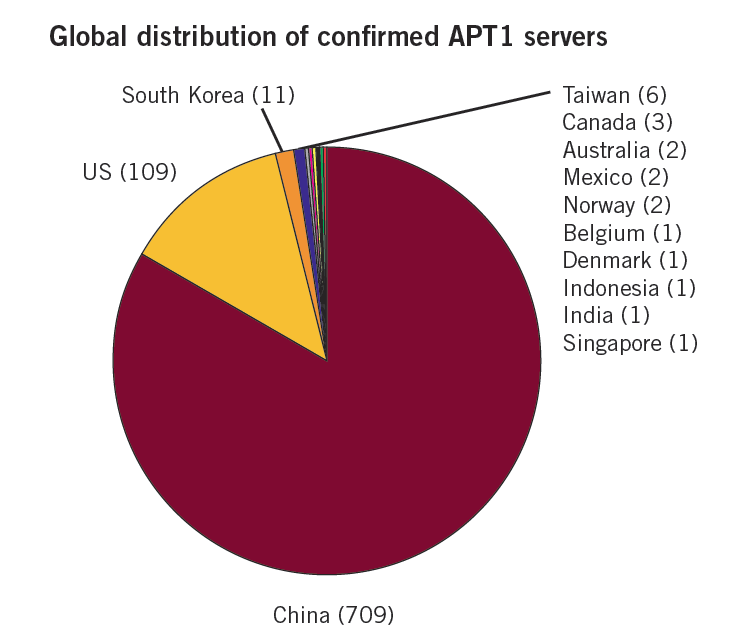 Global distribution of confirmed APT1 servers
South Korea (11)
US (109)
Taiwan (6)
Canada (3)
Australia (2)
Mexico (2)
Norway (2)
Belgium (1)
Denmark (1)
Indonesia (1)
India (1)
Singapore (1)
China (709)